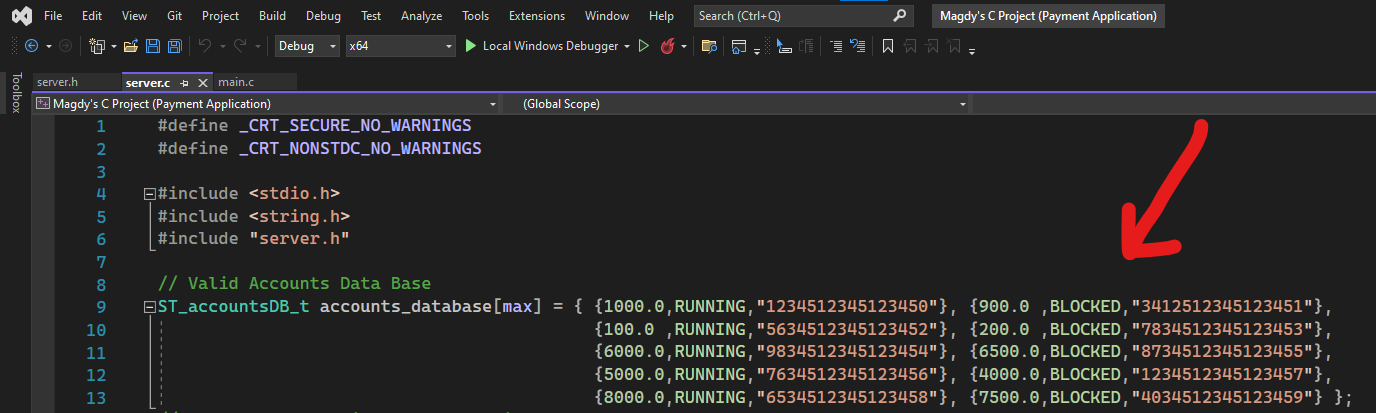 File Edit View Git Project Build Debug Test Analyze Tools Extensions Window Help Search (Ctrl+Q) Magdy's C Project (Payment Application)
Debug x64 Local Windows Debugger
Toolbox
server.h server.c main.c
Magdy's C Project (Payment Application) (Global Scope)
1 #define _CRT_SECURE_NO_WARNINGS
2 #define _CRT_NONSTDC_NO_WARNINGS
3
4 #include <stdio.h>
5 #include <string.h>
6 #include "server.h"
7
8 // Valid Accounts Data Base
9 ST_accountsDB_t accounts_database[max] = { {1000.0,RUNNING,"1234512345123450"}, {900.0 ,BLOCKED,"3412512345123451"},
10 {100.0 ,RUNNING,"5634512345123452"}, {200.0 ,BLOCKED,"7834512345123453"},
11 {6000.0,RUNNING,"9834512345123454"}, {6500.0,BLOCKED,"8734512345123455"},
12 {5000.0,RUNNING,"7634512345123456"}, {4000.0,BLOCKED,"1234512345123457"},
13 {8000.0,RUNNING,"6534512345123458"}, {7500.0,BLOCKED,"4034512345123459"} };